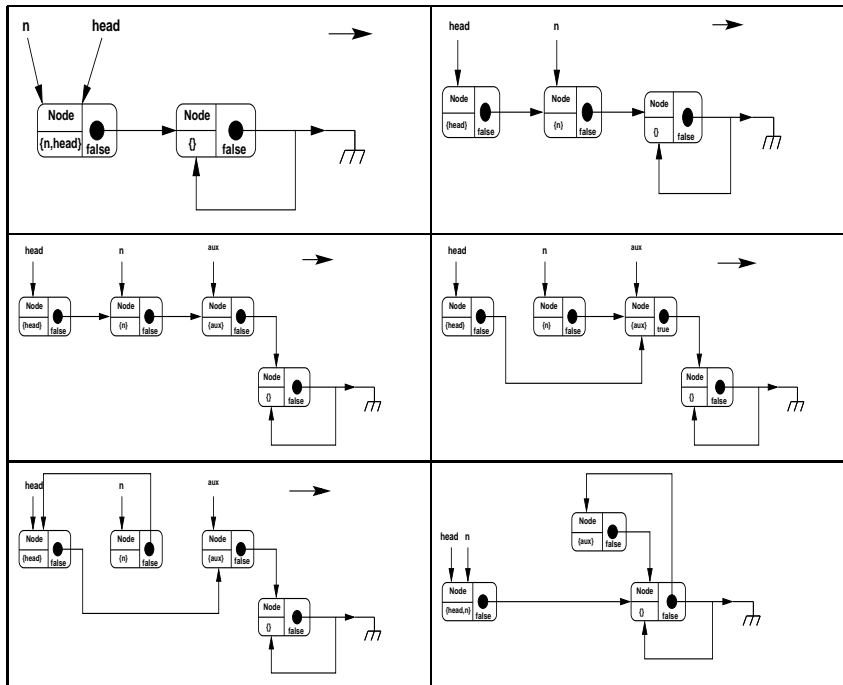 n head
Node Node
{n,head} false {} false
head n
Node Node Node
{head} false {n} false {} false
head n aux
Node Node Node
{head} false {n} false {aux} false
Node
{} false
head n aux
Node Node Node
{head} false {n} false {aux} true
Node
{} false
head n aux
Node Node Node
{head} false {n} false {aux} false
Node
{} false
Node
{aux} false
head n
Node Node
{head,n} false {} false